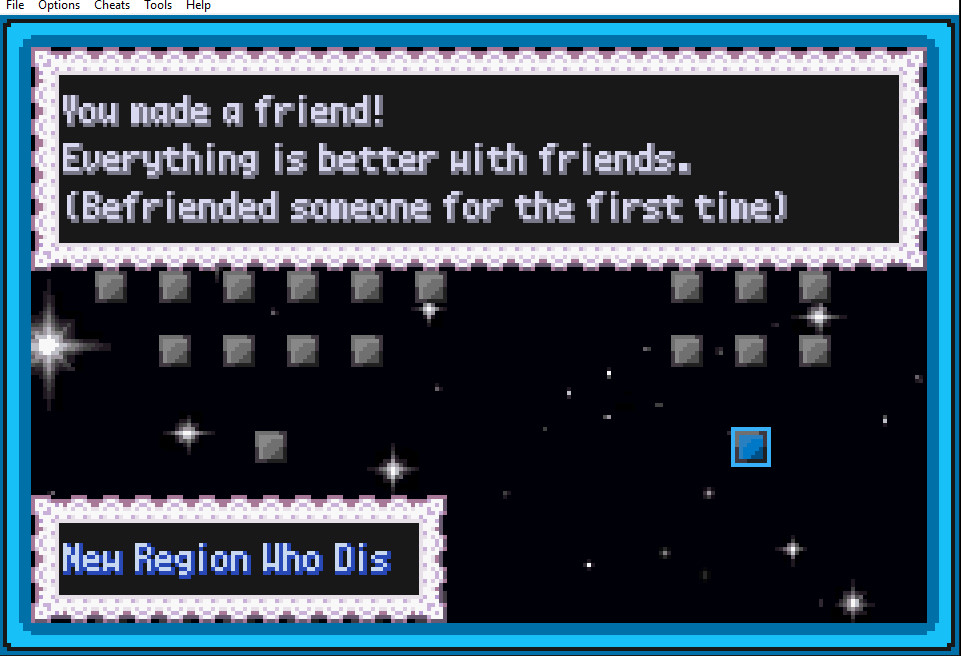 File Options Cheats Tools Help
You made a friend!
Everything is better with friends.
(Befriended someone for the first time)
New Region Who Dis